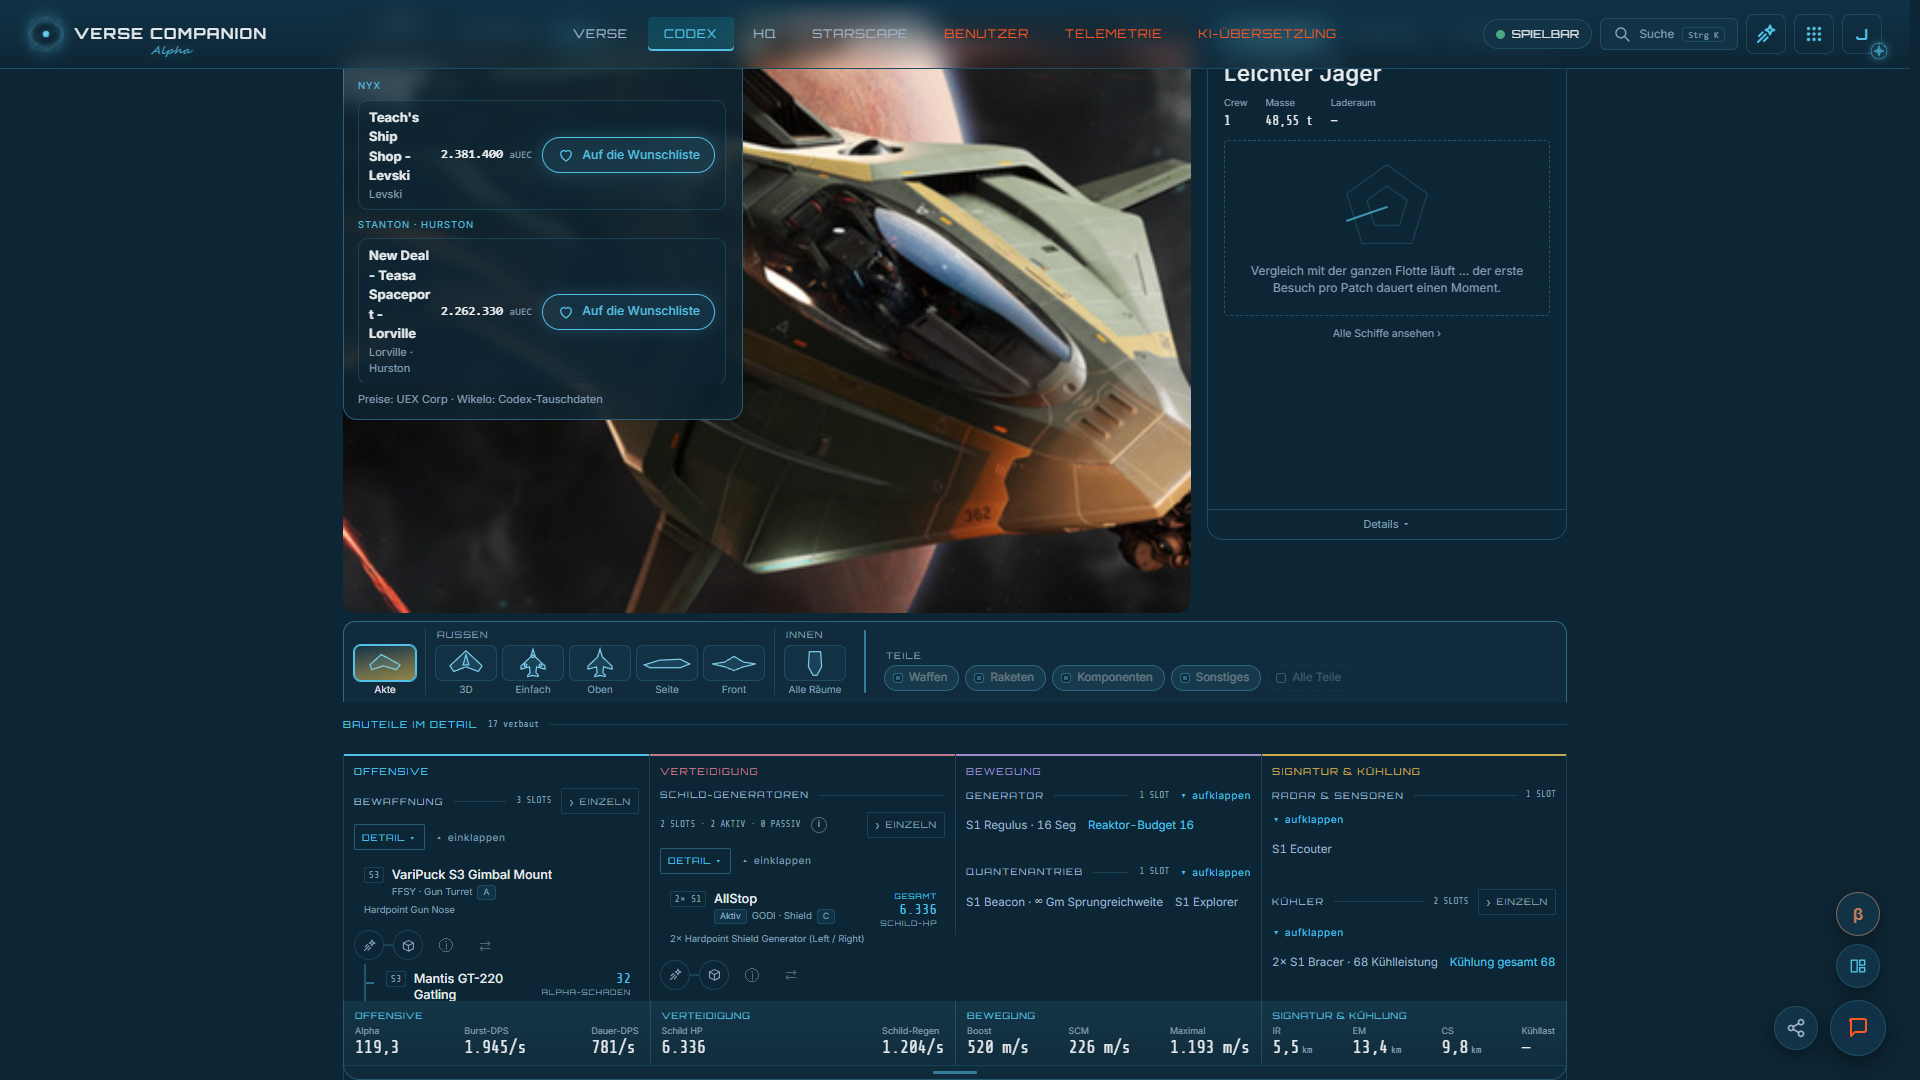 VERSE COMPANION
Alpha
VERSE
CODEX
HQ
STARSCAPE
BENUTZER
TELEMETRIE
KI-ÜBERSETZUNG
SPIELBAR
Suche
Strg K
NYX
Teach's
Ship
Shop -
Levski
Levski
2.381.400 aUEC
Auf die Wunschliste
STANTON · HURSTON
New Deal
- Teasa
Spacepor
t -
Lorville
Lorville ·
Hurston
2.262.330 aUEC
Auf die Wunschliste
Preise: UEX Corp · Wikelo: Codex-Tauschdaten
362
Leichter Jäger
Crew
1
Masse
48,55 t
Laderaum
—
Vergleich mit der ganzen Flotte läuft … der erste
Besuch pro Patch dauert einen Moment.
Alle Schiffe ansehen ›
Details
Akte
AUSSEN
3D
Einfach
Oben
Seite
Front
INNEN
Alle Räume
TEILE
Waffen
Raketen
Komponenten
Sonstiges
Alle Teile
BAUTEILE IM DETAIL 17 verbaut
OFFENSIVE
BEWAFFNUNG
3 SLOTS
› EINZELN
DETAIL
einklappen
S3
VariPuck S3 Gimbal Mount
FFSY · Gun Turret A
Hardpoint Gun Nose
S3
Mantis GT-220
Gatling
32
ALPHA-SCHADEN
VERTEIDIGUNG
SCHILD-GENERATOREN
2 SLOTS · 2 AKTIV · 0 PASSIV
› EINZELN
DETAIL
einklappen
2× S1
AllStop
Aktiv GODI · Shield C
GESAMT
6.336
SCHILD-HP
2× Hardpoint Shield Generator (Left / Right)
BEWEGUNG
GENERATOR
1 SLOT
aufklappen
S1 Regulus · 16 Seg Reaktor-Budget 16
QUANTENANTRIEB
1 SLOT
aufklappen
S1 Beacon · ∞ Gm Sprungreichweite S1 Explorer
SIGNATUR & KÜHLUNG
RADAR & SENSOREN
1 SLOT
aufklappen
S1 Ecouter
KÜHLER
2 SLOTS
› EINZELN
aufklappen
2× S1 Bracer · 68 Kühlleistung Kühlung gesamt 68
OFFENSIVE
Alpha
119,3
Burst-DPS
1.945/s
Dauer-DPS
781/s
VERTEIDIGUNG
Schild HP
6.336
Schild-Regen
1.204/s
BEWEGUNG
Boost
520 m/s
SCM
226 m/s
Maximal
1.193 m/s
SIGNATUR & KÜHLUNG
IR
5,5 km
EM
13,4 km
CS
9,8 km
Kühllast
—
β